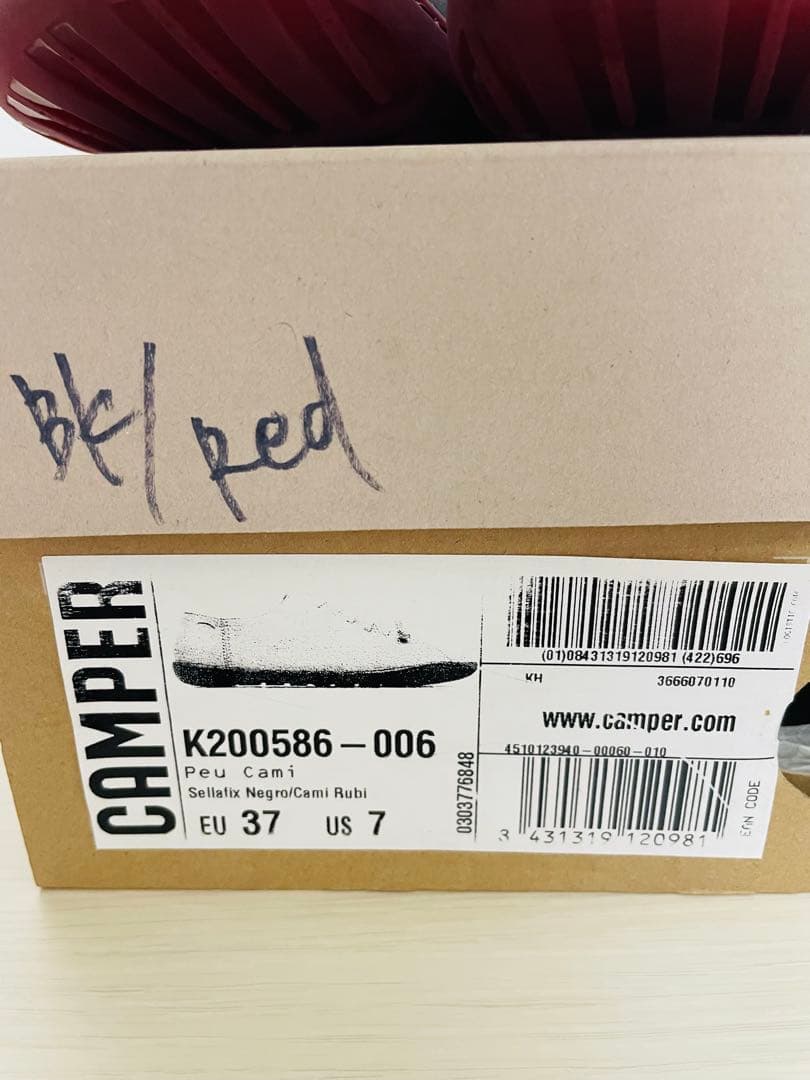 BK/Red
CAMPER
K200586-006
Peu Cami
Sellatix Negro/Cami Rubi
EU 37 US 7
0303776848
(01)08431319120981 (422)696
KH 3666070110
www.camper.com
4510123940-00060-010
3 431319 120981
EAN CODE